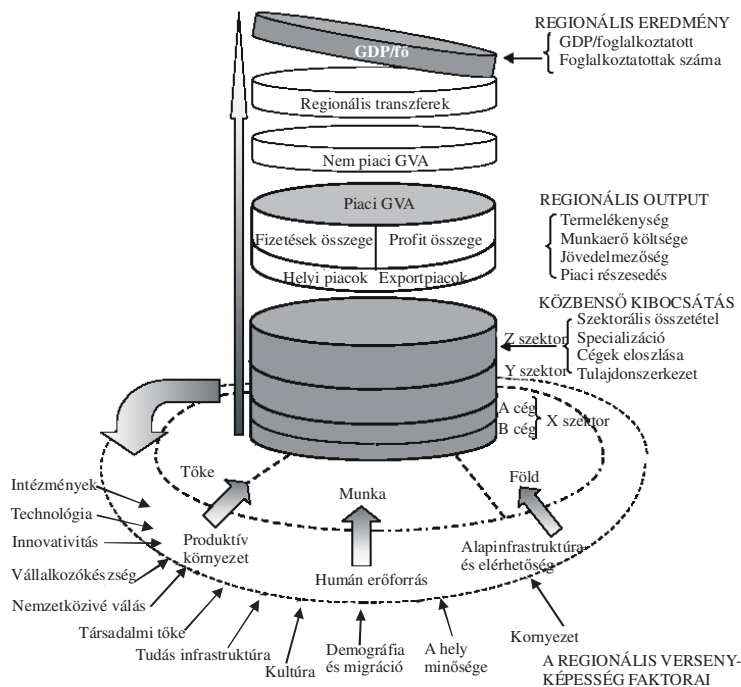 REGIONÁLIS EREDMÉNY
GDP/foglalkoztatott
Foglalkoztatottak száma
GDP/fő
Regionális transzferek
Nem piaci GVA
Piaci GVA
Fizetések összege
Profit összege
Helyi piacok
Exportpiacok
REGIONÁLIS OUTPUT
Termelékenység
Munkaerő költsége
Jövedelmezőség
Piaci részesedés
KÖZBENSŐ KIBOCSÁTÁS
Szektorális összetétel
Specializáció
Cégek eloszlása
Tulajdonszerkezet
Z szektor
Y szektor
A cég
B cég
X szektor
Tőke
Munka
Föld
Produktív
környezet
Humán erőforrás
Alapinfrastruktúra
és elérhetőség
Intézmények
Technológia
Innovativitás
Vállalkozókészség
Nemzetközivé válás
Társadalmi tőke
Tudás infrastruktúra
Kultúra
Demográfia
és migráció
A hely
minősége
Kornyezet
A REGIONÁLIS VERSENY-
KÉPESSÉG FAKTORAI